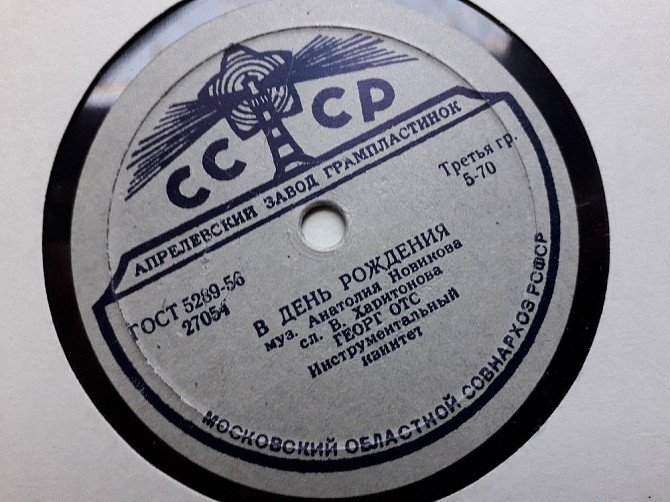 СССР
АПРЕЛЕВСКИЙ ЗАВОД ГРАМПЛАСТИНОК
Третья гр.
5-70
ГОСТ 5289-56
27054
В ДЕНЬ РОЖДЕНИЯ
муз. Анатолия Новикова
сл. В. Харитонова
ГЕОРГ ОТС
Инструментальный
квинтет
МОСКОВСКИЙ ОБЛАСТНОЙ СОВНАРХОЗ РСФСР